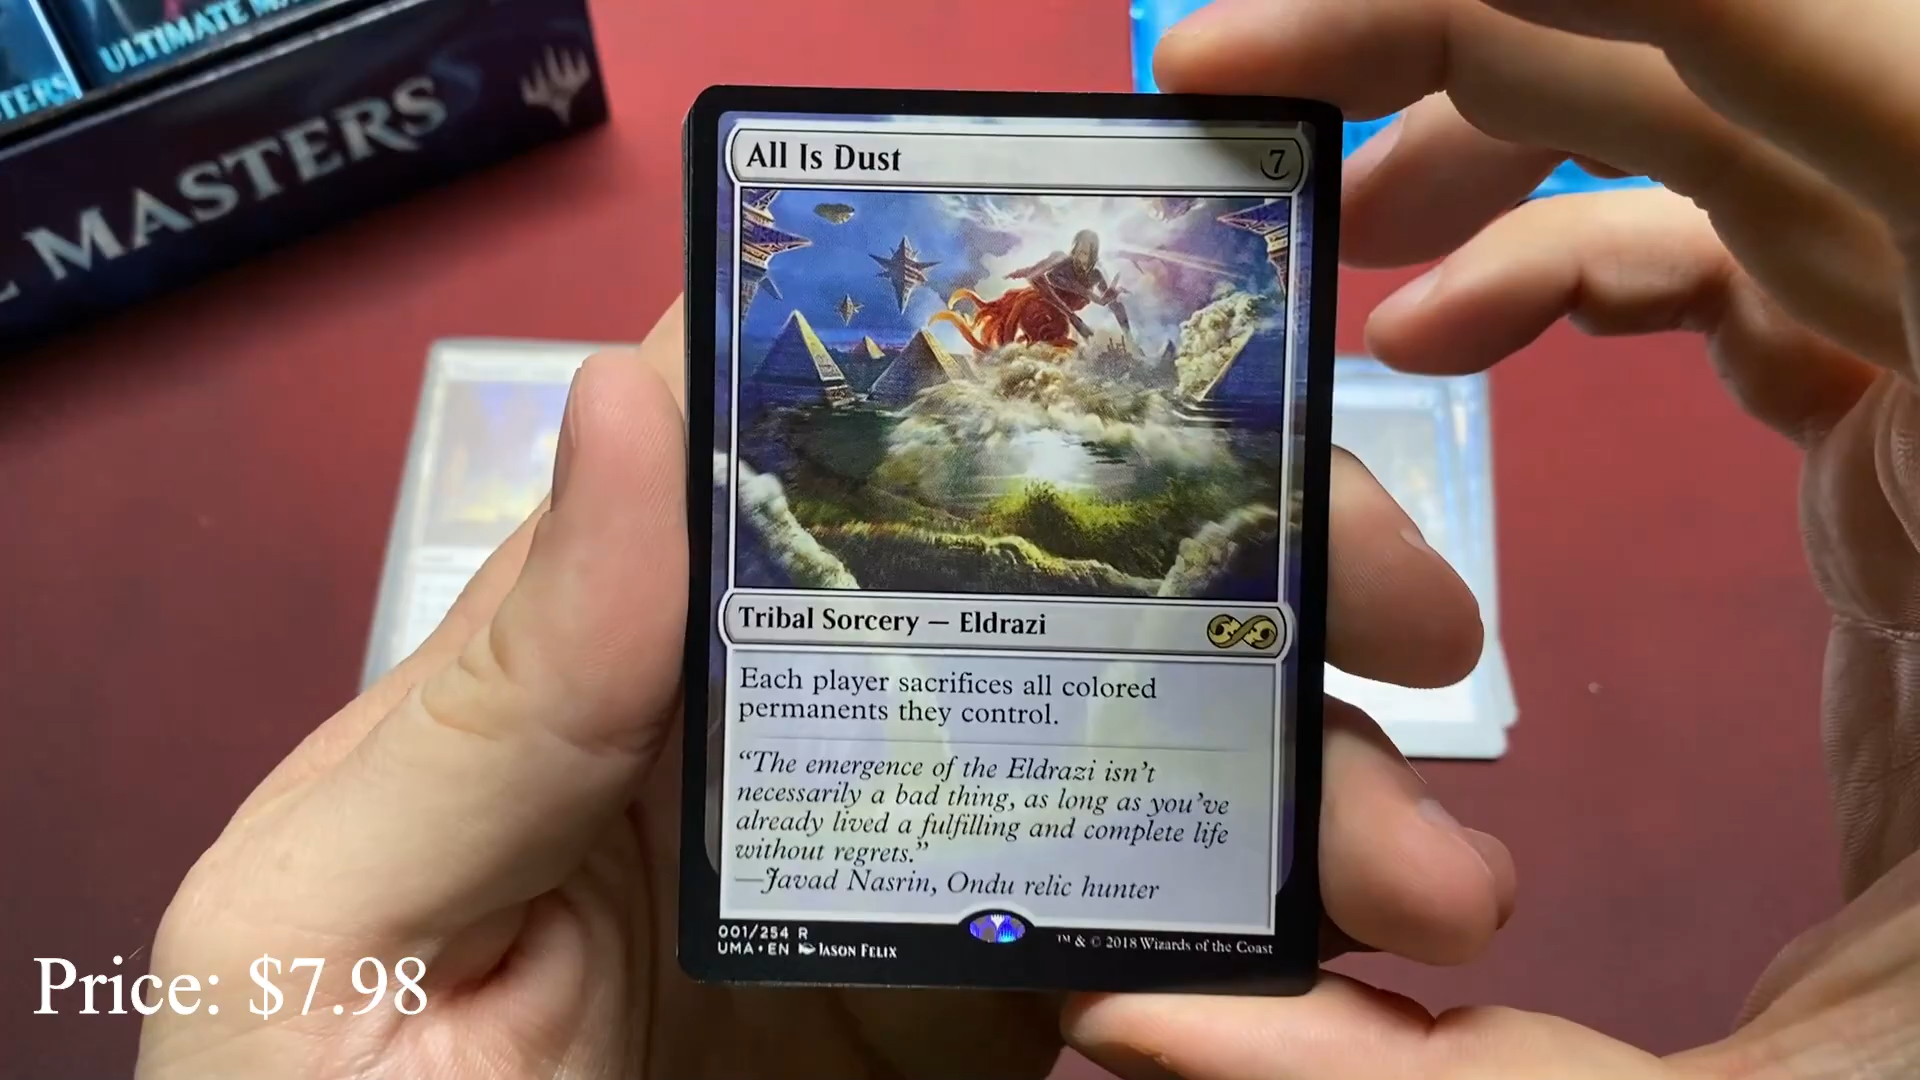 ULTIMATE MA
TERS
MASTERS
All Is Dust
7
Tribal Sorcery — Eldrazi
Each player sacrifices all colored
permanents they control.
“The emergence of the Eldrazi isn’t
necessarily a bad thing, as long as you’ve
already lived a fulfilling and complete life
without regrets.”
—Javad Nasrin, Ondu relic hunter
001/254 R
UMA • EN Jason Felix
™ & © 2018 Wizards of the Coast
Price: $7.98